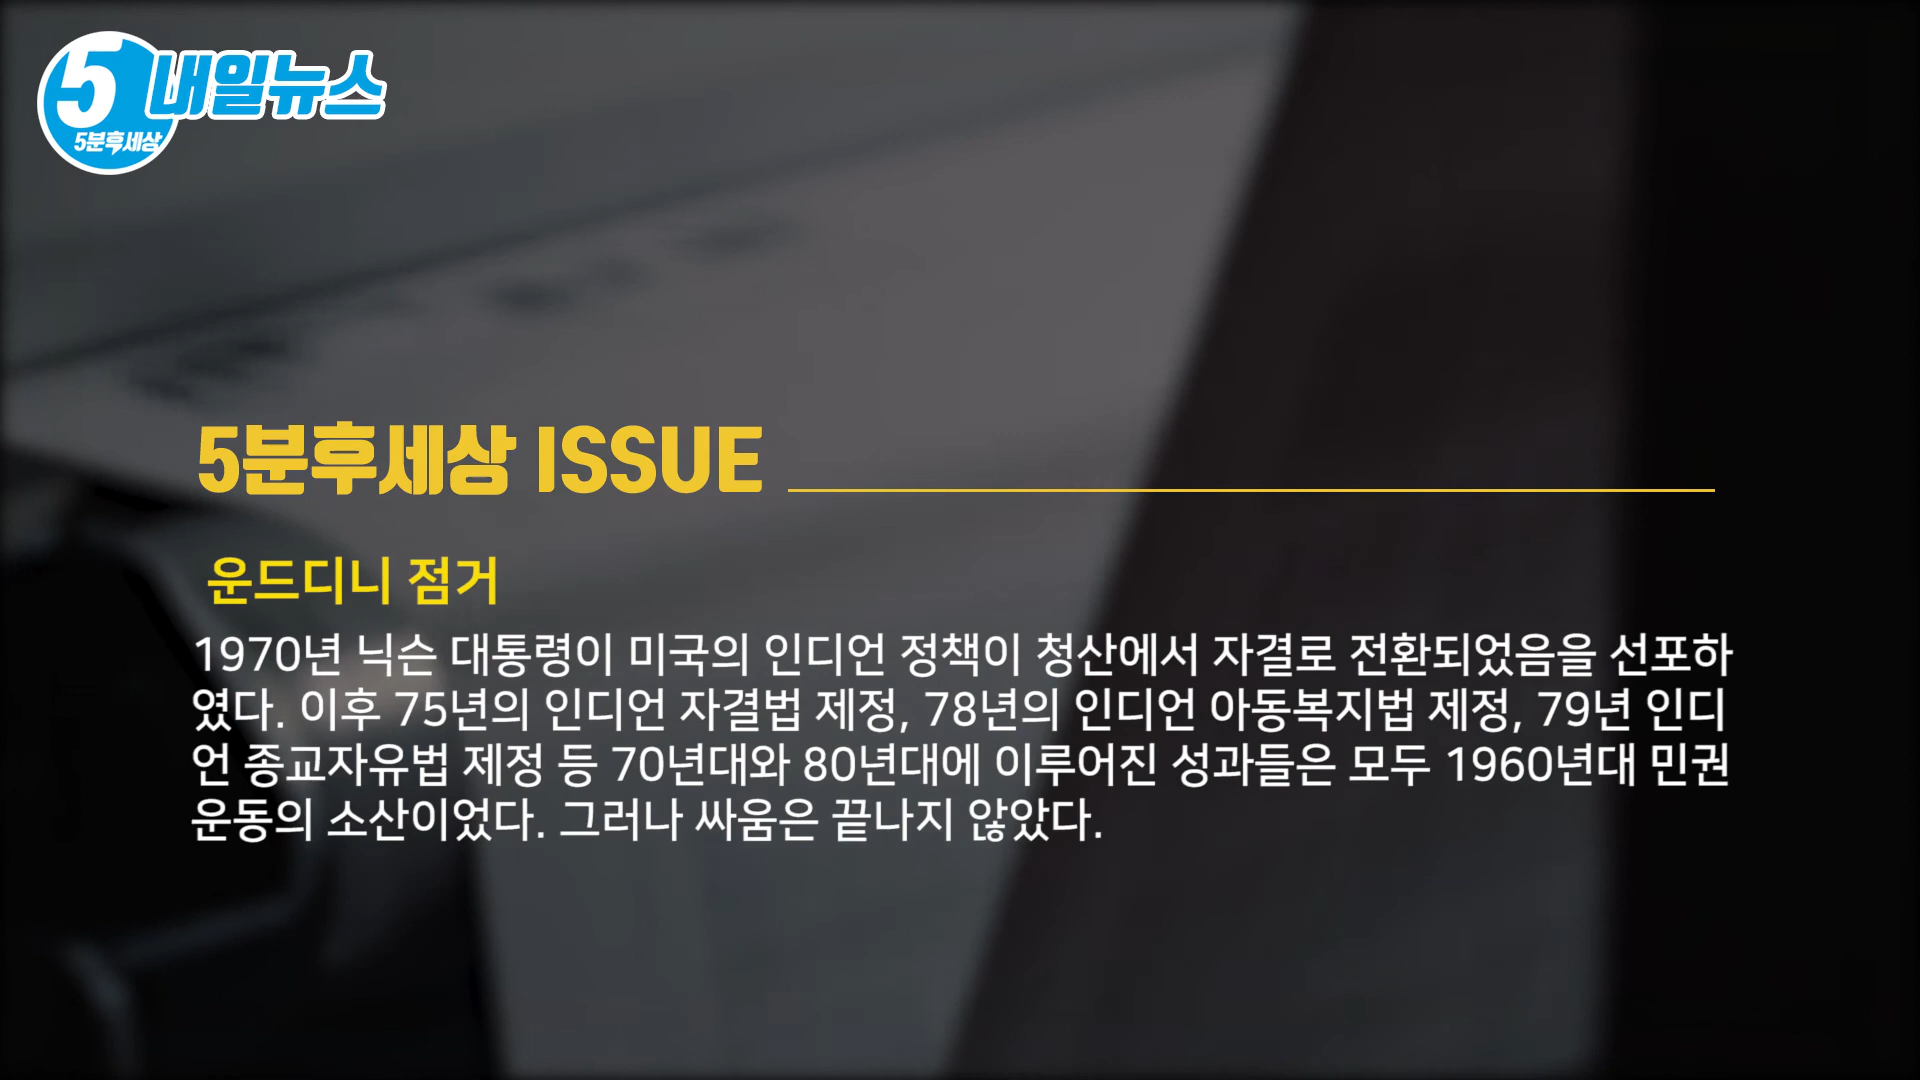 5 내일뉴스
5분후세상
5분후세상 ISSUE
운드디니 점거
1970년 닉슨 대통령이 미국의 인디언 정책이 청산에서 자결로 전환되었음을 선포하
였다. 이후 75년의 인디언 자결법 제정, 78년의 인디언 아동복지법 제정, 79년 인디
언 종교자유법 제정 등 70년대와 80년대에 이루어진 성과들은 모두 1960년대 민권
운동의 소산이었다. 그러나 싸움은 끝나지 않았다.